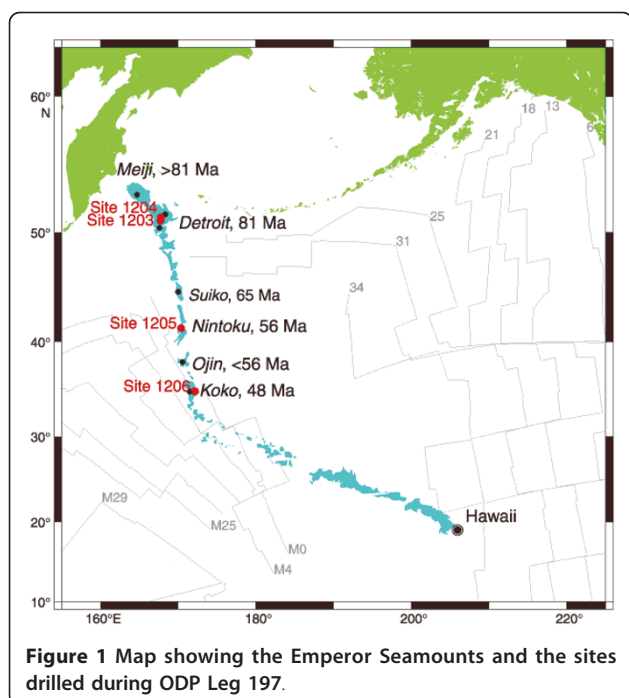 60°
N
18
13
6
21
Meiji, >81 Ma
Site 1204
Site 1203
Detroit, 81 Ma
25
50°
31
34
Suiko, 65 Ma
Site 1205
Nintoku, 56 Ma
40°
Ojin, <56 Ma
Site 1206
Koko, 48 Ma
30°
M29
M25
Hawaii
20°
M0
M4
10°
160°E
180°
200°
220°
Figure 1 Map showing the Emperor Seamounts and the sites
drilled during ODP Leg 197.